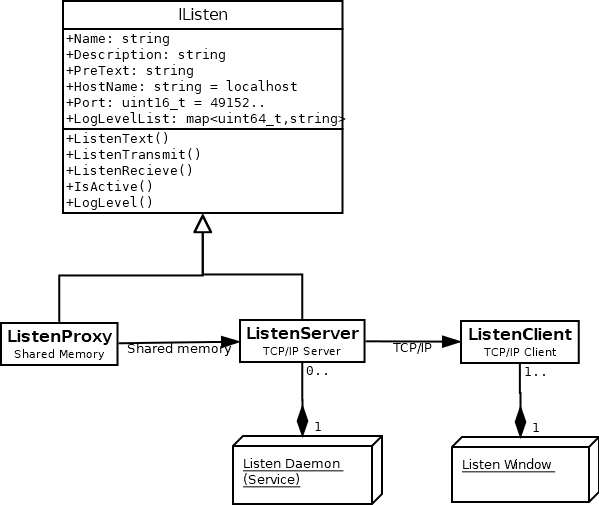 IListen
+Name: string
+Description: string
+PreText: string
+HostName: string = localhost
+Port: uint16_t = 49152..
+LogLevelList: map<uint64_t,string>
+ListenText()
+ListenTransmit()
+ListenRecieve()
+IsActive()
+LogLevel()
ListenProxy
Shared Memory
Shared memory
ListenServer
TCP/IP Server
TCP/IP
ListenClient
TCP/IP Client
0..
1..
1
1
Listen Daemon
(Service)
Listen Window